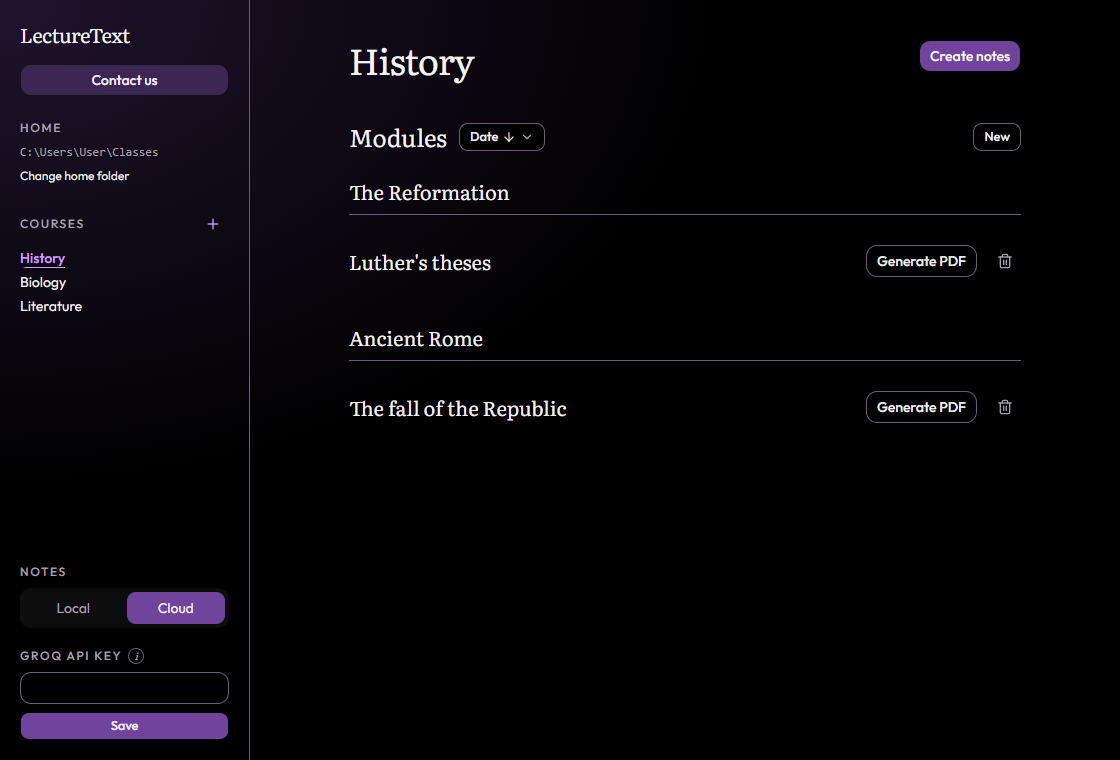 LectureText
Contact us
HOME
C:\Users\User\Classes
Change home folder
COURSES
History
Biology
Literature
NOTES
Local Cloud
GROQ API KEY i
Save
History
Create notes
Modules Date ↓
New
The Reformation
Luther's theses Generate PDF
Ancient Rome
The fall of the Republic Generate PDF